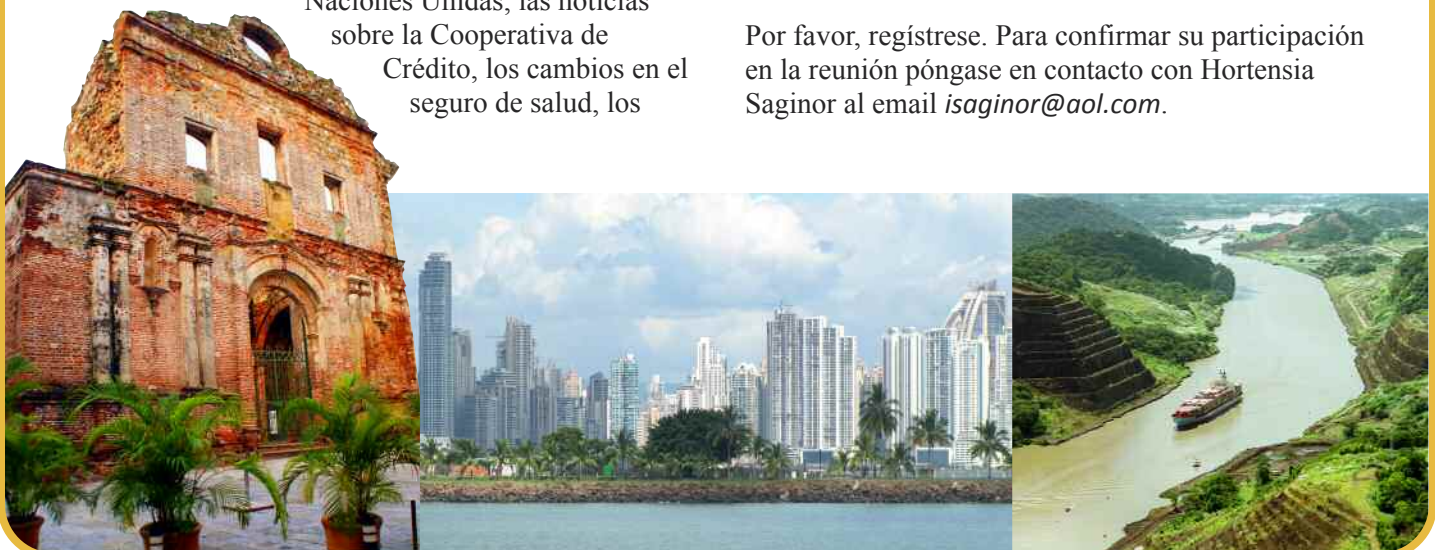 Naciones Unidas, las noticias
sobre la Cooperativa de
Crédito, los cambios en el
seguro de salud, los
Por favor, regístrese. Para confirmar su participación
en la reunión póngase en contacto con Hortensia
Saginor al email isaginor@aol.com.